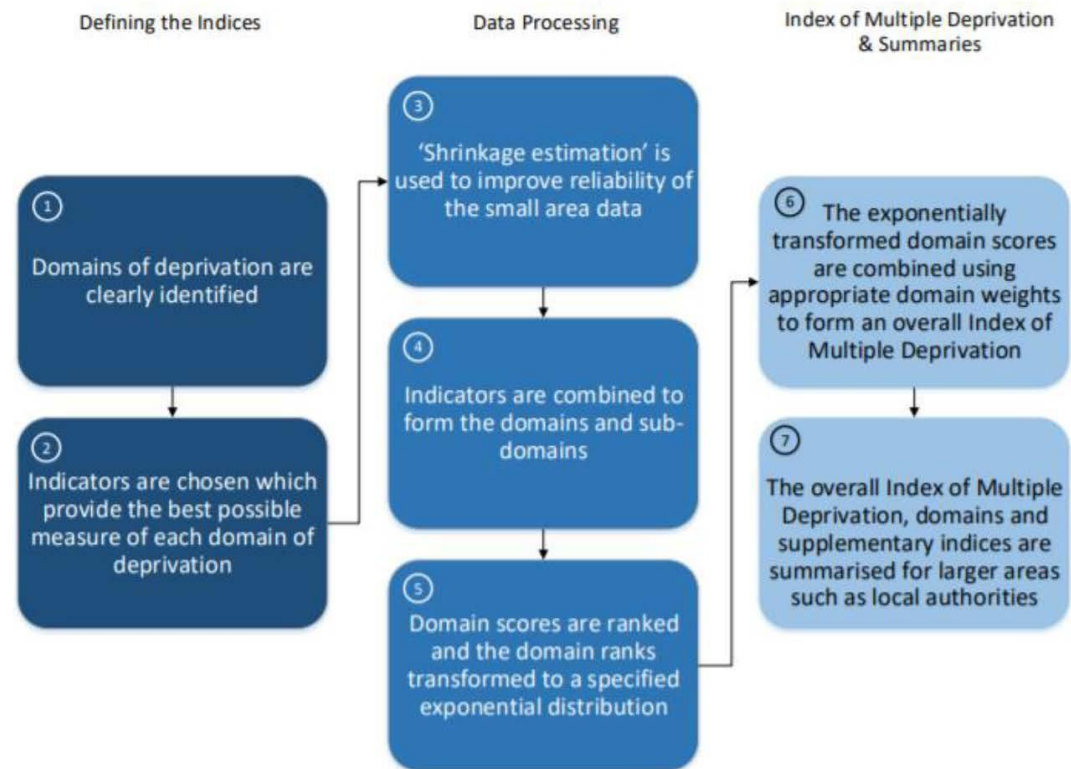 Defining the Indices
Data Processing
Index of Multiple Deprivation
& Summaries
1
Domains of deprivation are
clearly identified
2
Indicators are chosen which
provide the best possible
measure of each domain of
deprivation
3
‘Shrinkage estimation’ is
used to improve reliability of
the small area data
4
Indicators are combined to
form the domains and sub-
domains
5
Domain scores are ranked
and the domain ranks
transformed to a specified
exponential distribution
6
The exponentially
transformed domain scores
are combined using
appropriate domain weights
to form an overall Index of
Multiple Deprivation
7
The overall Index of Multiple
Deprivation, domains and
supplementary indices are
summarised for larger areas
such as local authorities